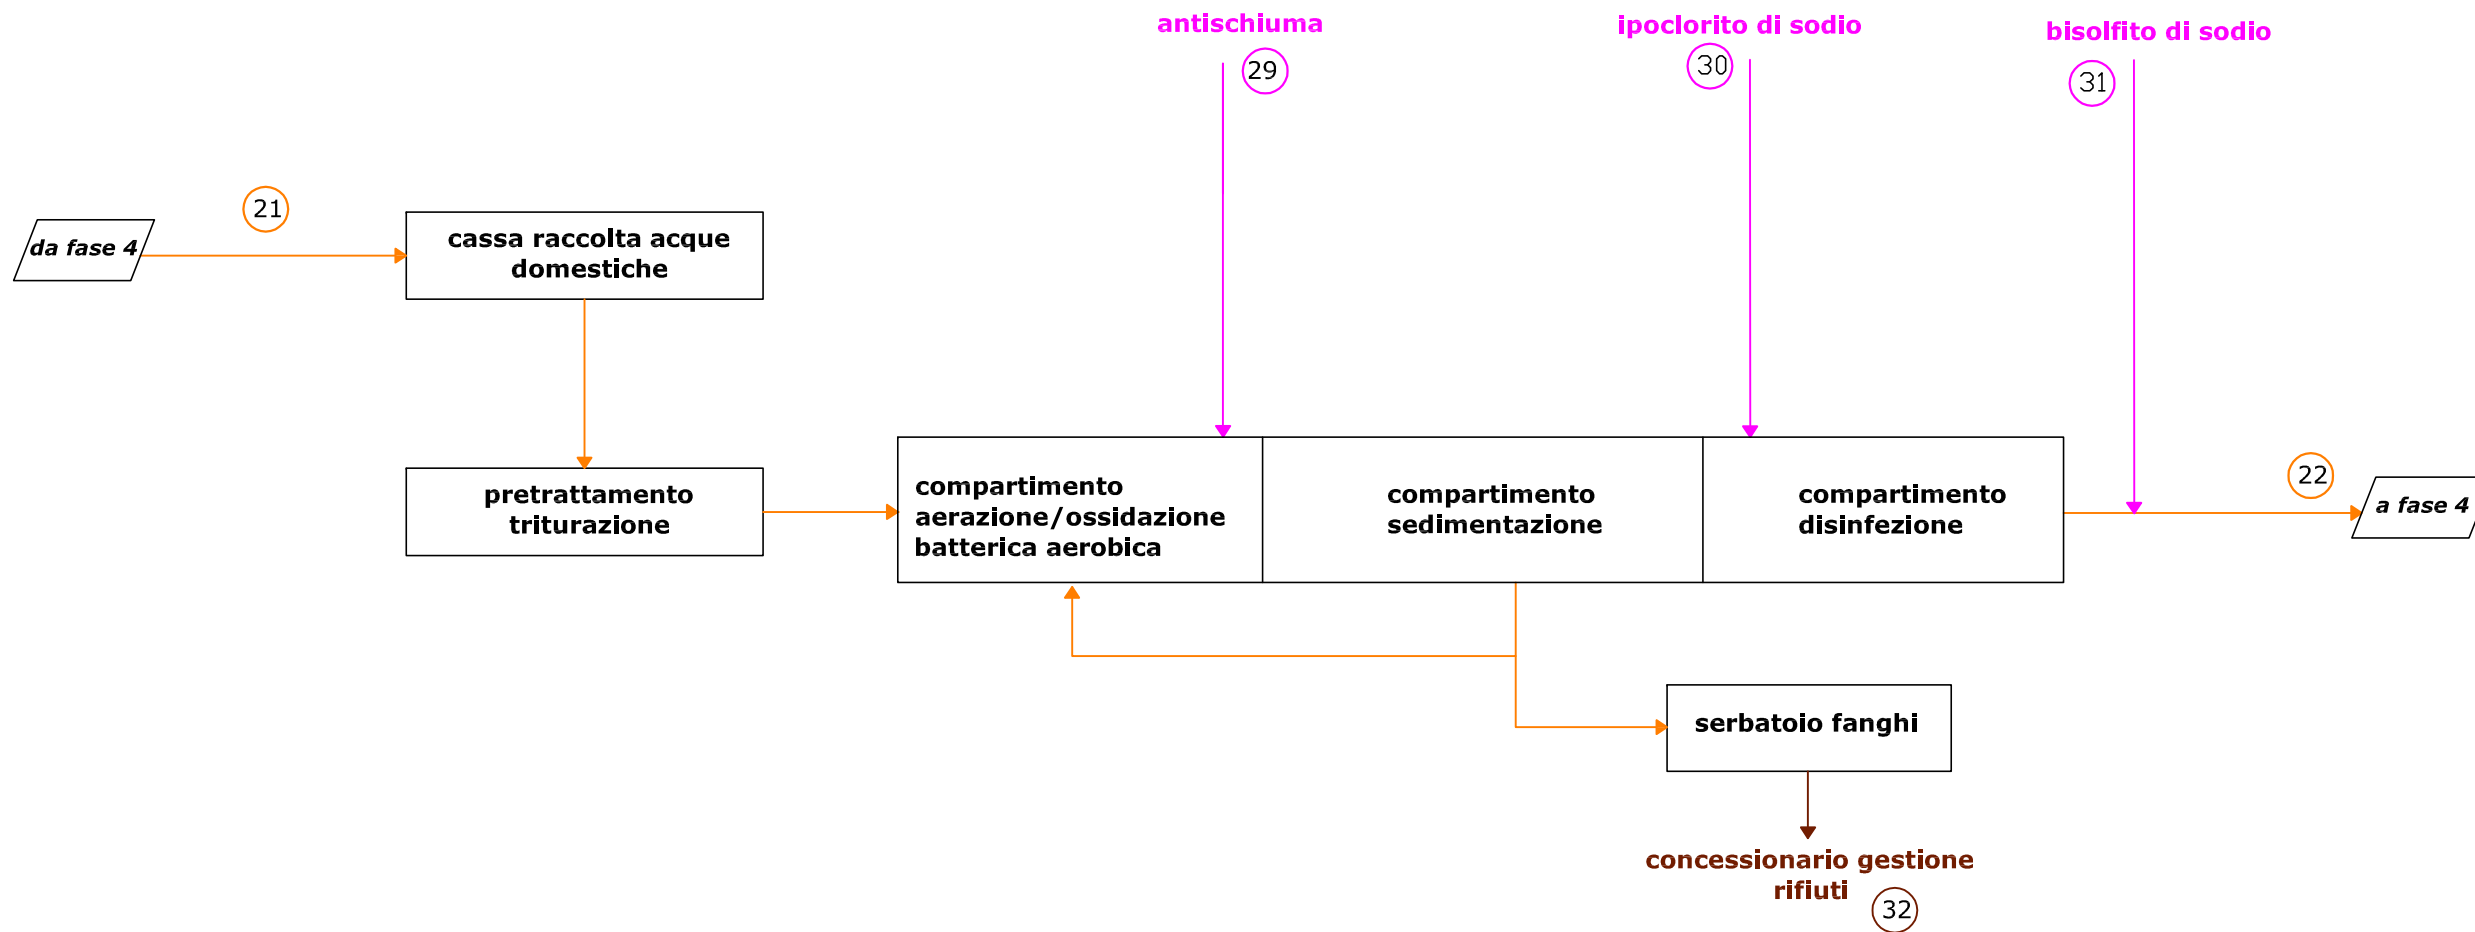 antischiuma
29
ipoclorito di sodio
30
bisolfito di sodio
31
da fase 4
21
cassa raccolta acque
domestiche
pretrattamento
triturazione
compartimento
aerazione/ossidazione
batterica aerobica
compartimento
sedimentazione
compartimento
disinfezione
22
a fase 4
serbatoio fanghi
concessionario gestione
rifiuti
32